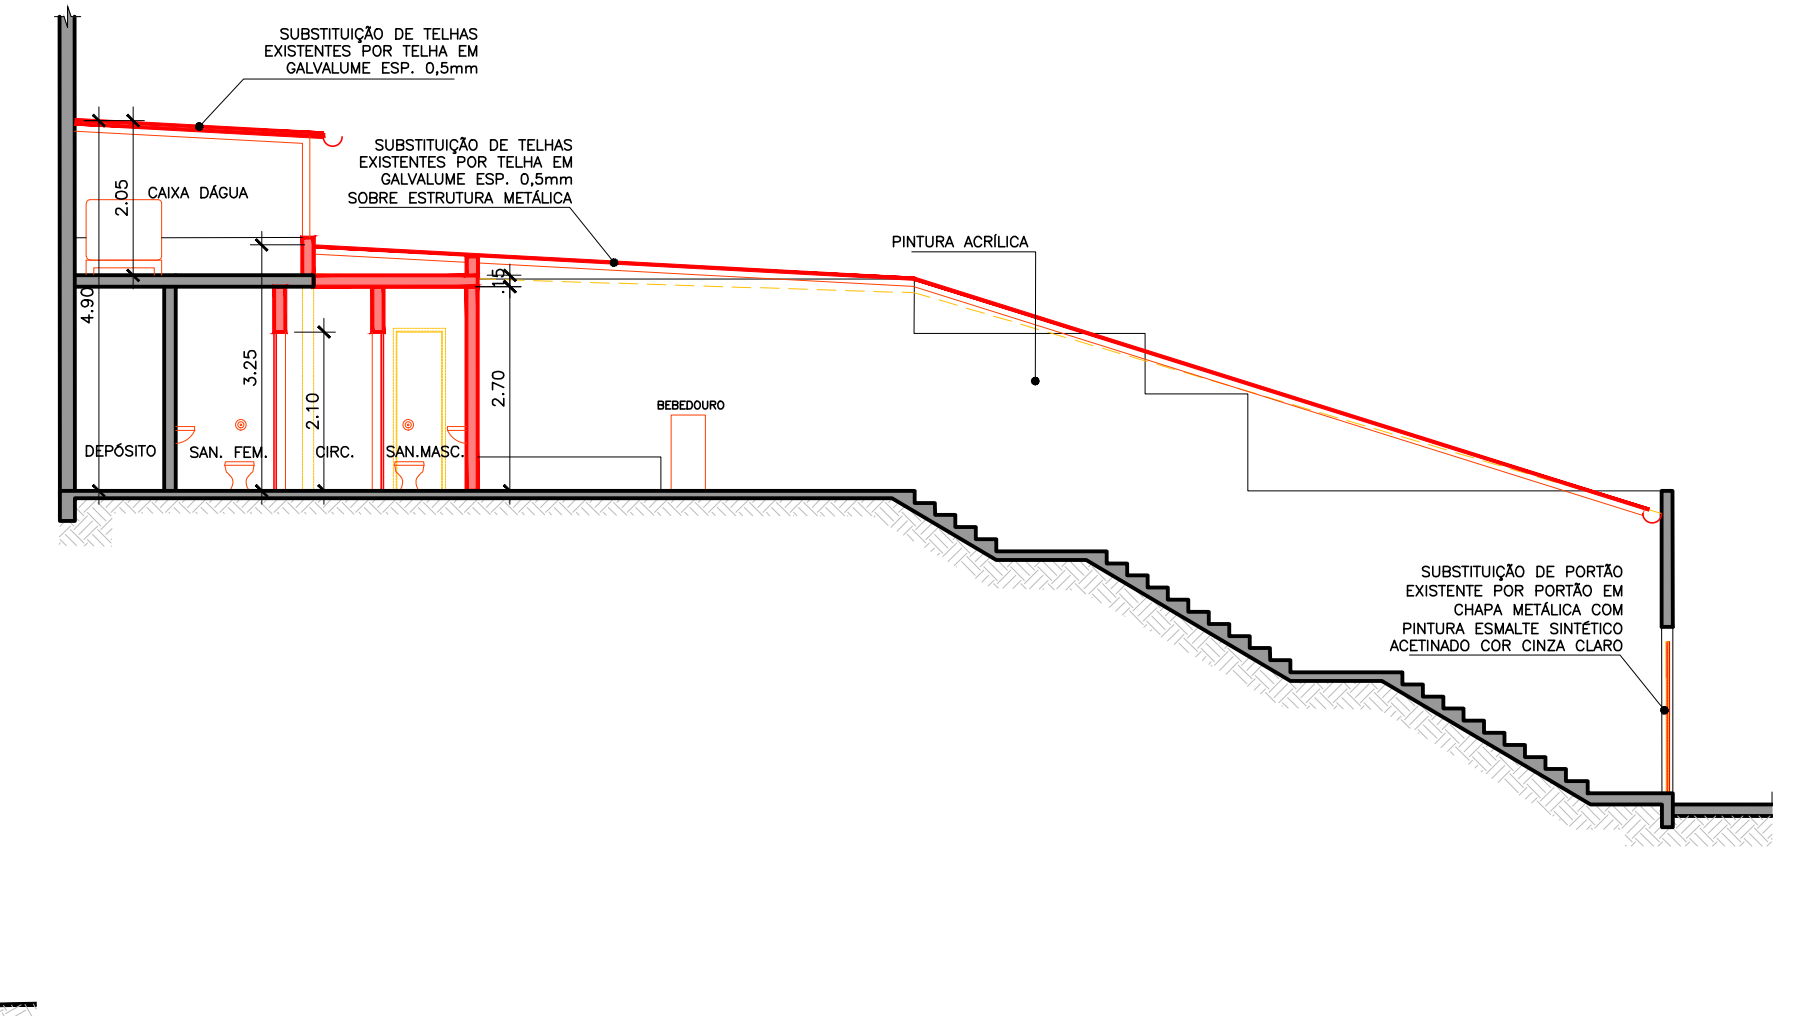 SUBSTITUIÇÃO DE TELHAS
EXISTENTES POR TELHA EM
GALVALUME ESP. 0,5mm
SUBSTITUIÇÃO DE TELHAS
EXISTENTES POR TELHA EM
GALVALUME ESP. 0,5mm
SOBRE ESTRUTURA METÁLICA
CAIXA DÁGUA
2.05
PINTURA ACRÍLICA
.15
4.90
3.25
2.10
2.70
BEBEDOURO
DEPÓSITO
SAN. FEM.
CIRC.
SAN.MASC.
SUBSTITUIÇÃO DE PORTÃO
EXISTENTE POR PORTÃO EM
CHAPA METÁLICA COM
PINTURA ESMALTE SINTÉTICO
ACETINADO COR CINZA CLARO